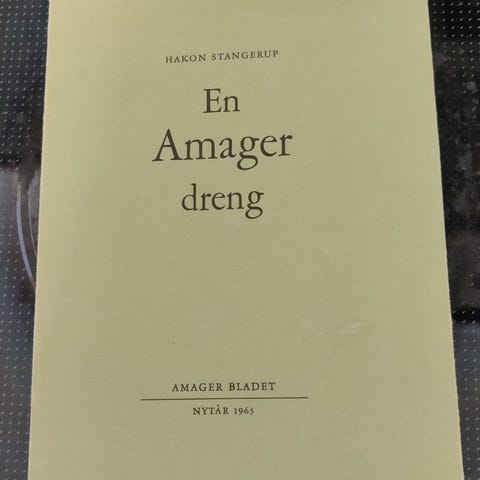 HAKON STANGERUP
En
Amager
dreng
AMAGER BLADET
NYTÅR 1963